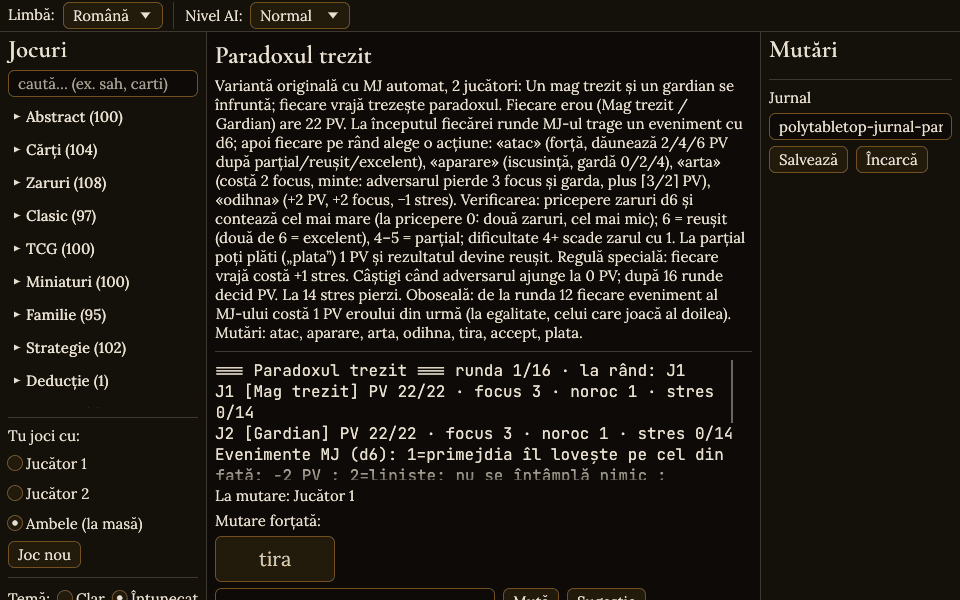 Limbă: Română ▼ Nivel AI: Normal ▼
Jocuri
caută... (ex. sah, carti)
▸ Abstract (100)
▸ Cărți (104)
▸ Zaruri (108)
▸ Clasic (97)
▸ TCG (100)
▸ Miniaturi (100)
▸ Familie (95)
▸ Strategie (102)
▸ Deducție (1)
Tu joci cu:
Jucător 1
Jucător 2
Ambele (la masă)
Joc nou
Temă: Clar Întunecat
Paradoxul trezit
Variantă originală cu MJ automat, 2 jucători: Un mag trezit și un gardian se
înfruntă; fiecare vrajă trezește paradoxul. Fiecare erou (Mag trezit /
Gardian) are 22 PV. La începutul fiecărei runde MJ-ul trage un eveniment cu
d6; apoi fiecare pe rând alege o acțiune: «atac» (forță, dăunează 2/4/6 PV
după parțial/reușit/excelent), «aparare» (iscusință, gardă 0/2/4), «arta»
(costă 2 focus, minte: adversarul pierde 3 focus și garda, plus ⌈3/2⌉ PV),
«odihna» (+2 PV, +2 focus, −1 stres). Verificarea: pricepere zaruri d6 și
contează cel mai mare (la pricepere 0: două zaruri, cel mai mic); 6 = reușit
(două de 6 = excelent), 4–5 = parțial; dificultate 4+ scade zarul cu 1. La parțial
poți plăti („plata”) 1 PV și rezultatul devine reușit. Regulă specială: fiecare
vrajă costă +1 stres. Câștigi când adversarul ajunge la 0 PV; după 16 runde
decid PV. La 14 stres pierzi. Oboseală: de la runda 12 fiecare eveniment al
MJ-ului costă 1 PV eroului din urmă (la egalitate, celui care joacă al doilea).
Mutări: atac, aparare, arta, odihna, tira, accept, plata.
═══ Paradoxul trezit ═══ runda 1/16 · la rând: J1
J1 [Mag trezit] PV 22/22 · focus 3 · noroc 1 · stres
0/14
J2 [Gardian] PV 22/22 · focus 3 · noroc 1 · stres 0/14
Evenimente MJ (d6): 1=primejdia îl lovește pe cel din
față: -2 PV ; 2=liniște: nu se întâmplă nimic ;
La mutare: Jucător 1
Mutare forțată:
tira
Mută Sugestie
Mutări
Jurnal
polytabletop-jurnal-par
Salvează Încarcă